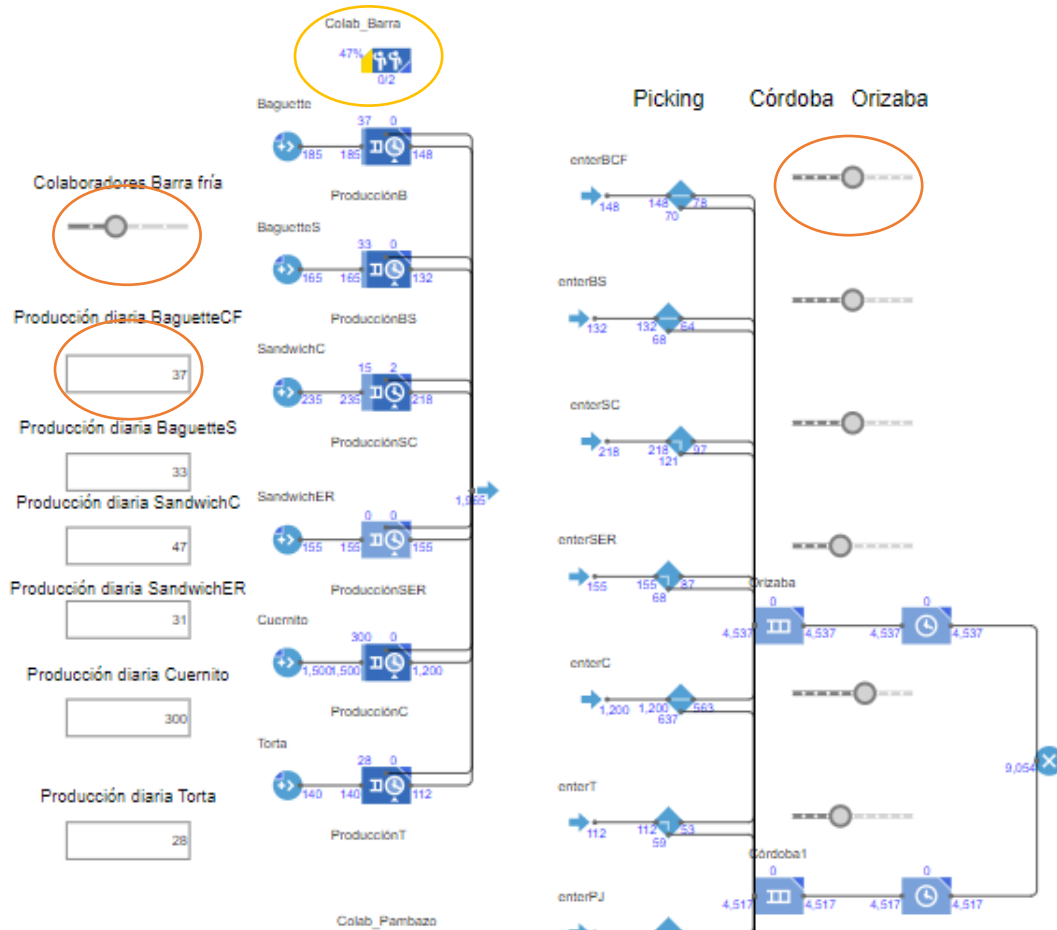 Colab_Barra
47%
0/2
Picking Córdoba Orizaba
Baguette
37 0
185 185 148
ProducciónB
enterBCF
148 148 78
70
Colaboradores Barra fría
BaguetteS
33 0
165 165 132
ProducciónBS
enterBS
132 132 64
68
Producción diaria BaguetteCF
37
SandwichC
15 2
235 235 218
ProducciónSC
enterSC
218 218 97
121
Producción diaria BaguetteS
33
Producción diaria SandwichC
47
SandwichER
0 0
155 155 155
ProducciónSER
1,965
enterSER
155 155 87
68
Producción diaria SandwichER
31
Orizaba
0 0
4,537 4,537 4,537 4,537
Cuernito
300 0
1,500 1,500 1,200
ProducciónC
enterC
1,200 1,200 563
637
Producción diaria Cuernito
300
Torta
28 0
140 140 112
ProducciónT
9,054
enterT
112 112 53
59
Producción diaria Torta
28
Córdoba1
0 0
4,517 4,517 4,517 4,517
enterPJ
Colab_Pambazo